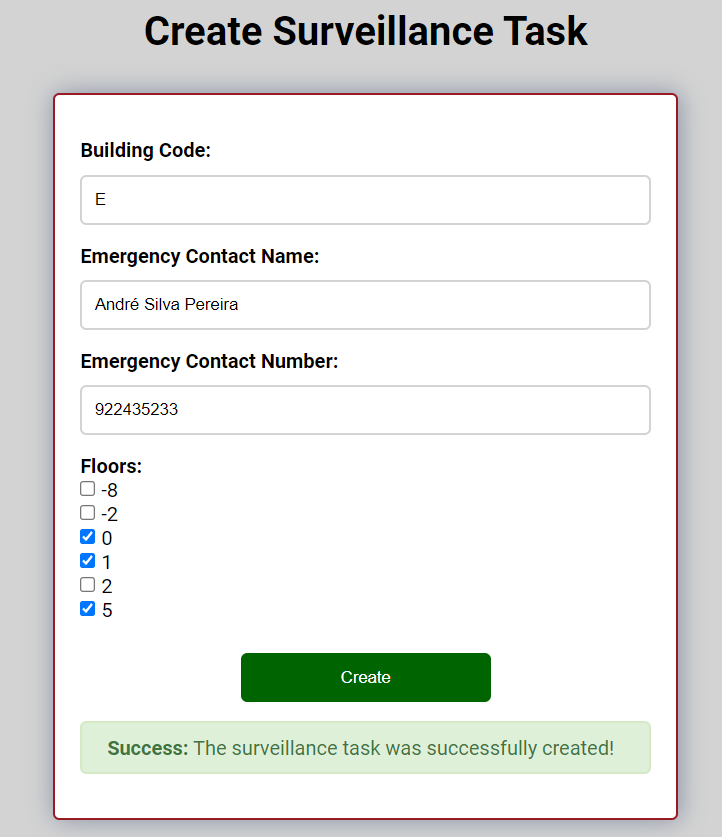 Create Surveillance Task
Building Code:
E
Emergency Contact Name:
André Silva Pereira
Emergency Contact Number:
922435233
Floors:
-8
-2
0
1
2
5
Create
Success: The surveillance task was successfully created!